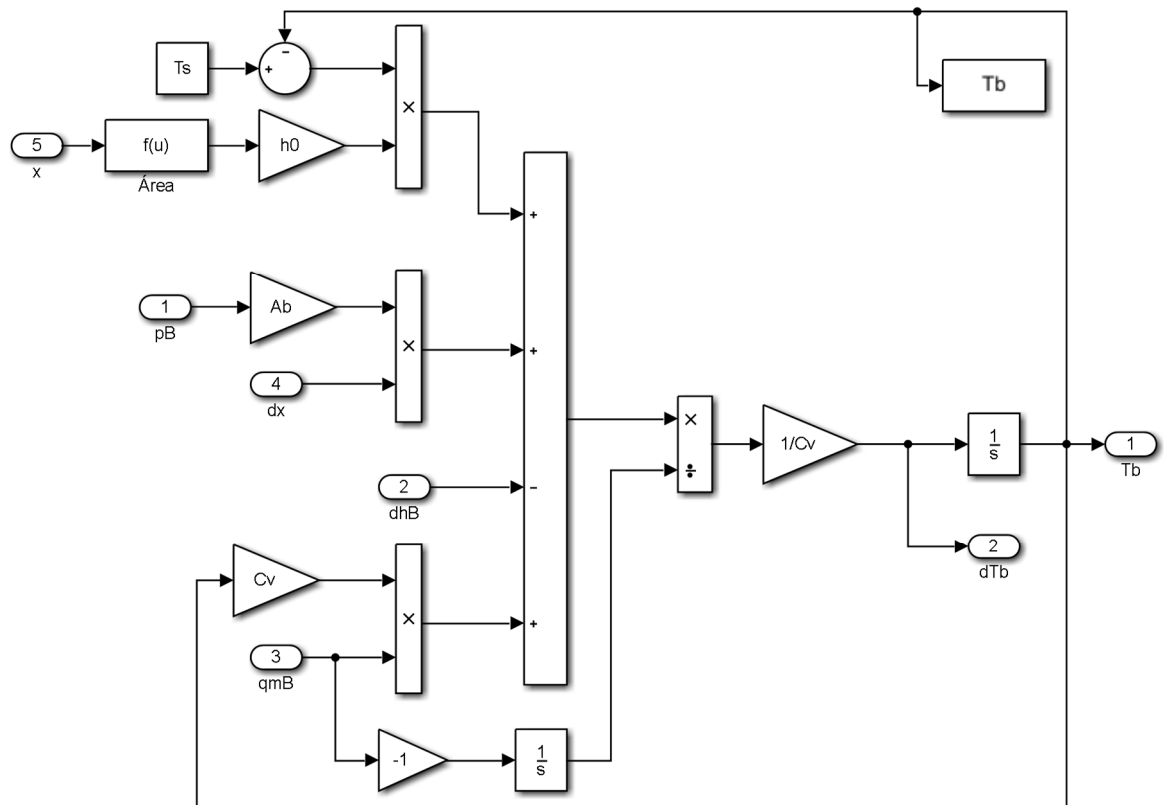 Ts
+
−
×
Tb
5
x
f(u)
Área
h0
+
1
pB
Ab
×
+
4
dx
2
dhB
−
×
÷
1/Cv
1
s
1
Tb
2
dTb
Cv
×
+
3
qmB
-1
1
s